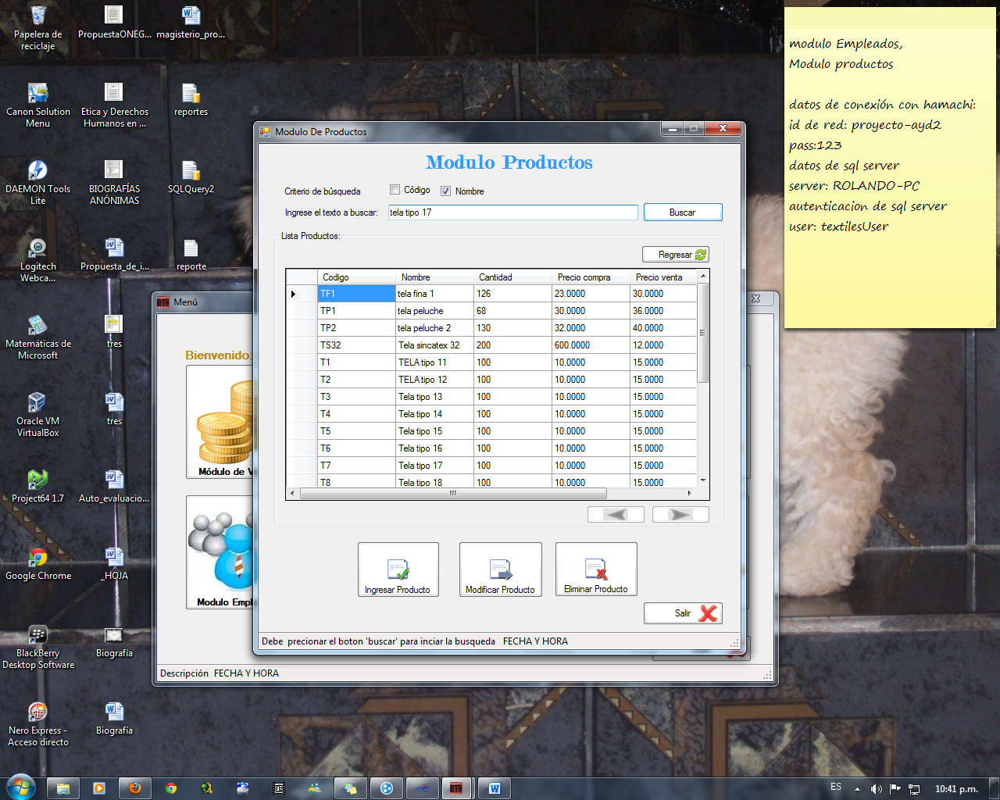 Papelera de reciclaje
PropuestaONEG...
magisterio_pro...
Canon Solution Menu
Etica y Derechos Humanos en ...
reportes
DAEMON Tools Lite
BIOGRAFÍAS ANÓNIMAS
SQLQuery2
Logitech Webca...
Propuesta_de_i...
reporte
Matemáticas de Microsoft
tres
Oracle VM VirtualBox
tres
Project64 1.7
Auto_evaluacio...
Google Chrome
_HOJA
BlackBerry Desktop Software
Biografía
Nero Express - Acceso directo
Biografía
modulo Empleados,
Modulo productos
datos de conexión con hamachi:
id de red: proyecto-ayd2
pass:123
datos de sql server
server: ROLANDO-PC
autenticacion de sql server
user: textilesUser
Menú
Bienvenido:
Módulo de V
Modulo Empl
Descripción FECHA Y HORA
Modulo De Productos
Modulo Productos
Criterio de búsqueda Código Nombre
Ingrese el texto a buscar: tela tipo 17 Buscar
Lista Productos:
Regresar
Codigo Nombre Cantidad Precio compra Precio venta
TF1 tela fina 1 126 23.0000 30.0000
TP1 tela peluche 68 30.0000 36.0000
TP2 tela peluche 2 130 32.0000 40.0000
TS32 Tela sincatex 32 200 600.0000 12.0000
T1 TELA tipo 11 100 10.0000 15.0000
T2 TELA tipo 12 100 10.0000 15.0000
T3 Tela tipo 13 100 10.0000 15.0000
T4 Tela tipo 14 100 10.0000 15.0000
T5 Tela tipo 15 100 10.0000 15.0000
T6 Tela tipo 16 100 10.0000 15.0000
T7 Tela tipo 17 100 10.0000 15.0000
T8 Tela tipo 18 100 10.0000 15.0000
Ingresar Producto
Modificar Producto
Eliminar Producto
Salir
Debe precionar el boton 'buscar' para inciar la busqueda FECHA Y HORA
ES
10:41 p.m.